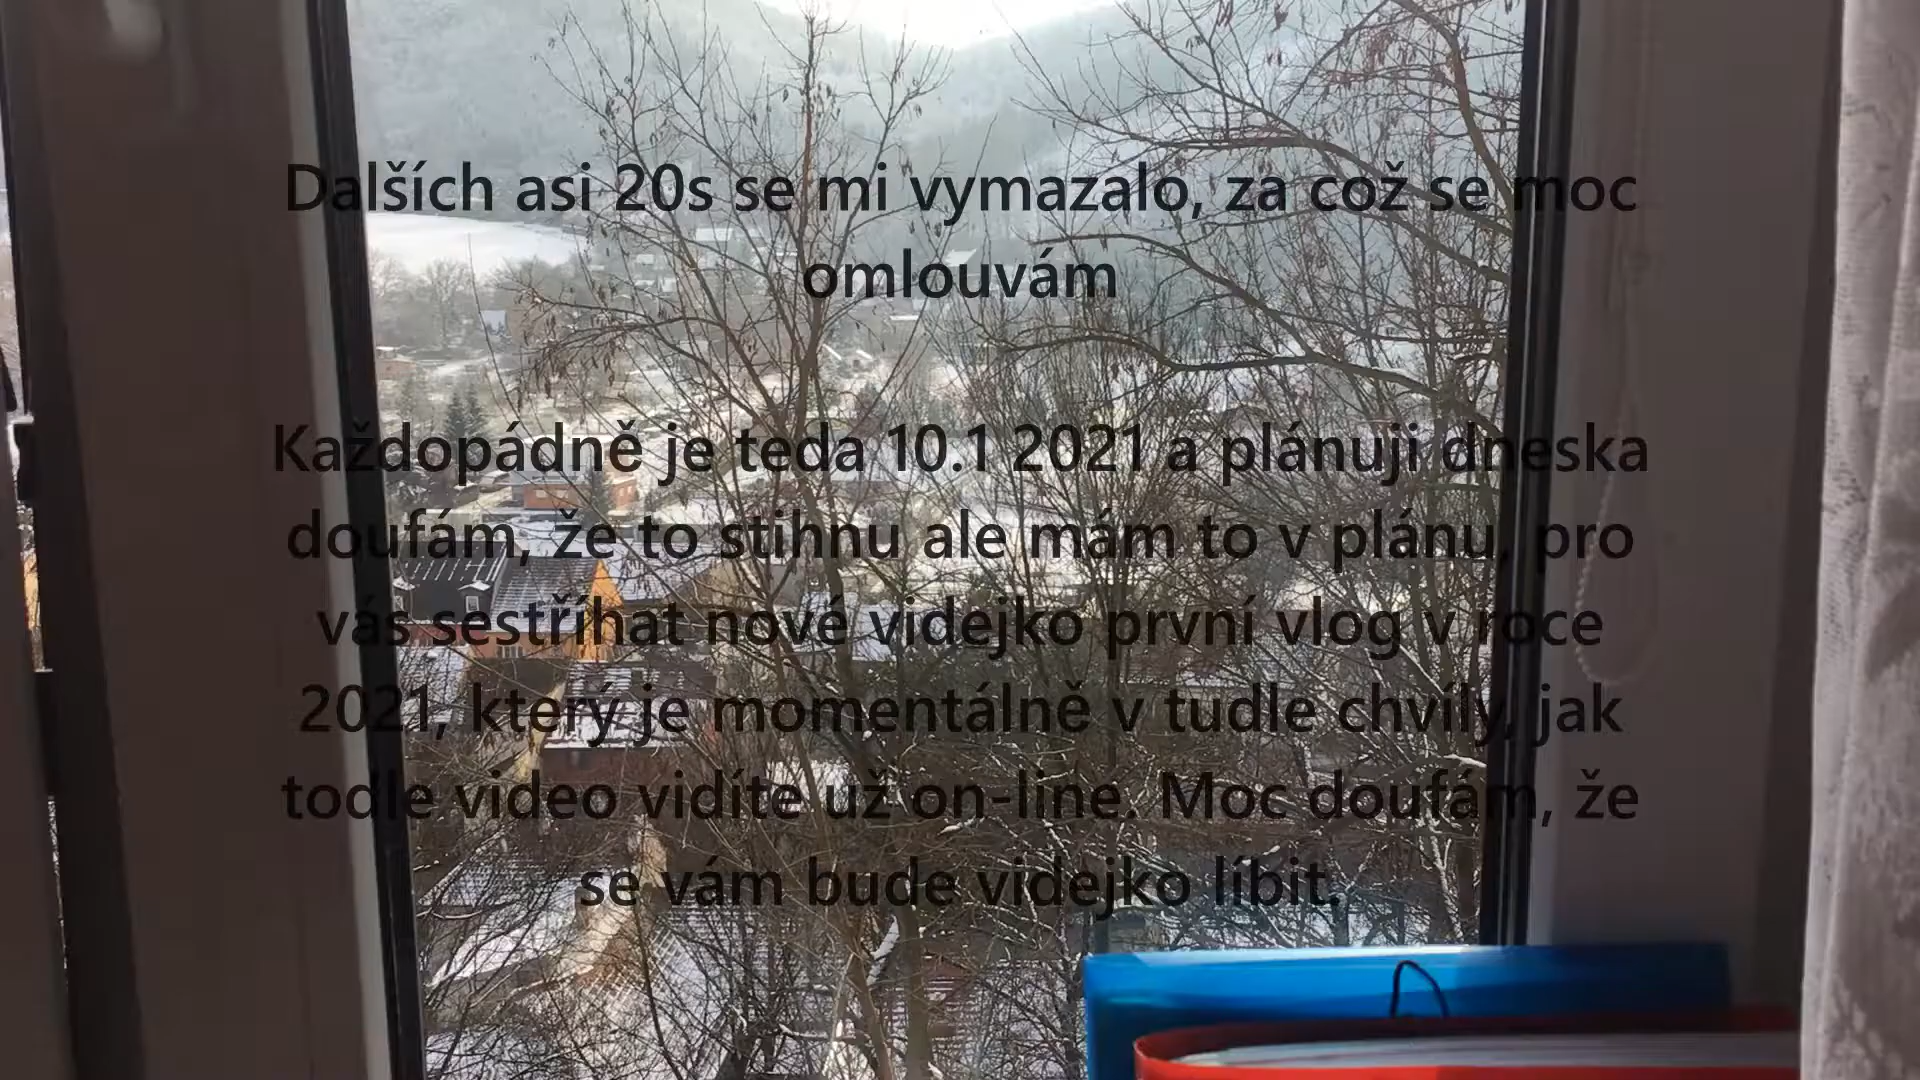 Dalších asi 20s se mi vymazalo, za což se moc
omlouvám
Každopádně je teda 10.1 2021 a plánuji dneska
doufám, že to stihnu ale mám to v plánu, pro
vás sestříhat nové videjko první vlog v roce
2021, který je momentálně v tudle chvíly, jak
todle video vidíte už on-line. Moc doufám, že
se vám bude videjko líbit.